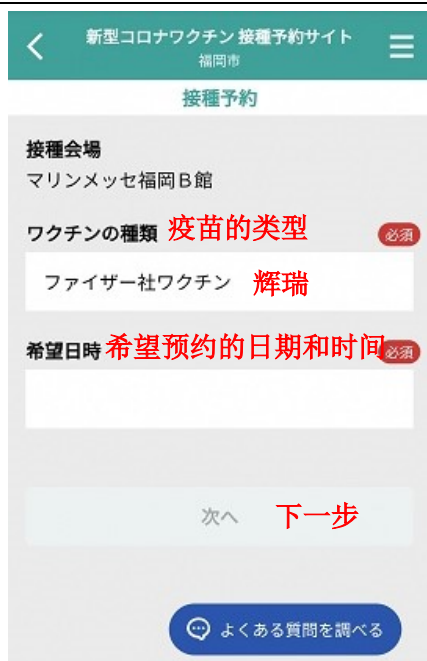 新型コロナワクチン 接種予約サイト
福岡市
接種予約
接種会場
マリンメッセ福岡B館
ワクチンの種類 疫苗的类型 必須
ファイザー社ワクチン 辉瑞
希望日時 希望预约的日期和时间 必須
次へ 下一步
よくある質問を調べる